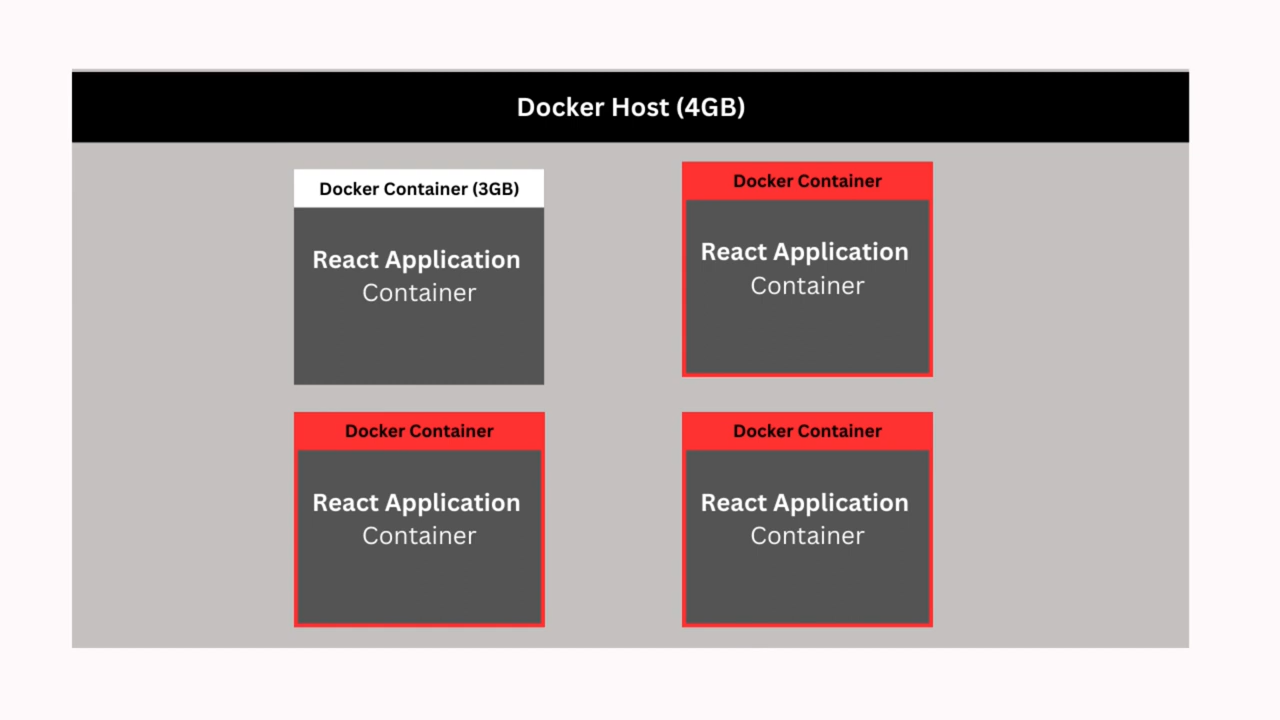 Docker Host (4GB)
Docker Container (3GB)
React Application
Container
Docker Container
React Application
Container
Docker Container
React Application
Container
Docker Container
React Application
Container